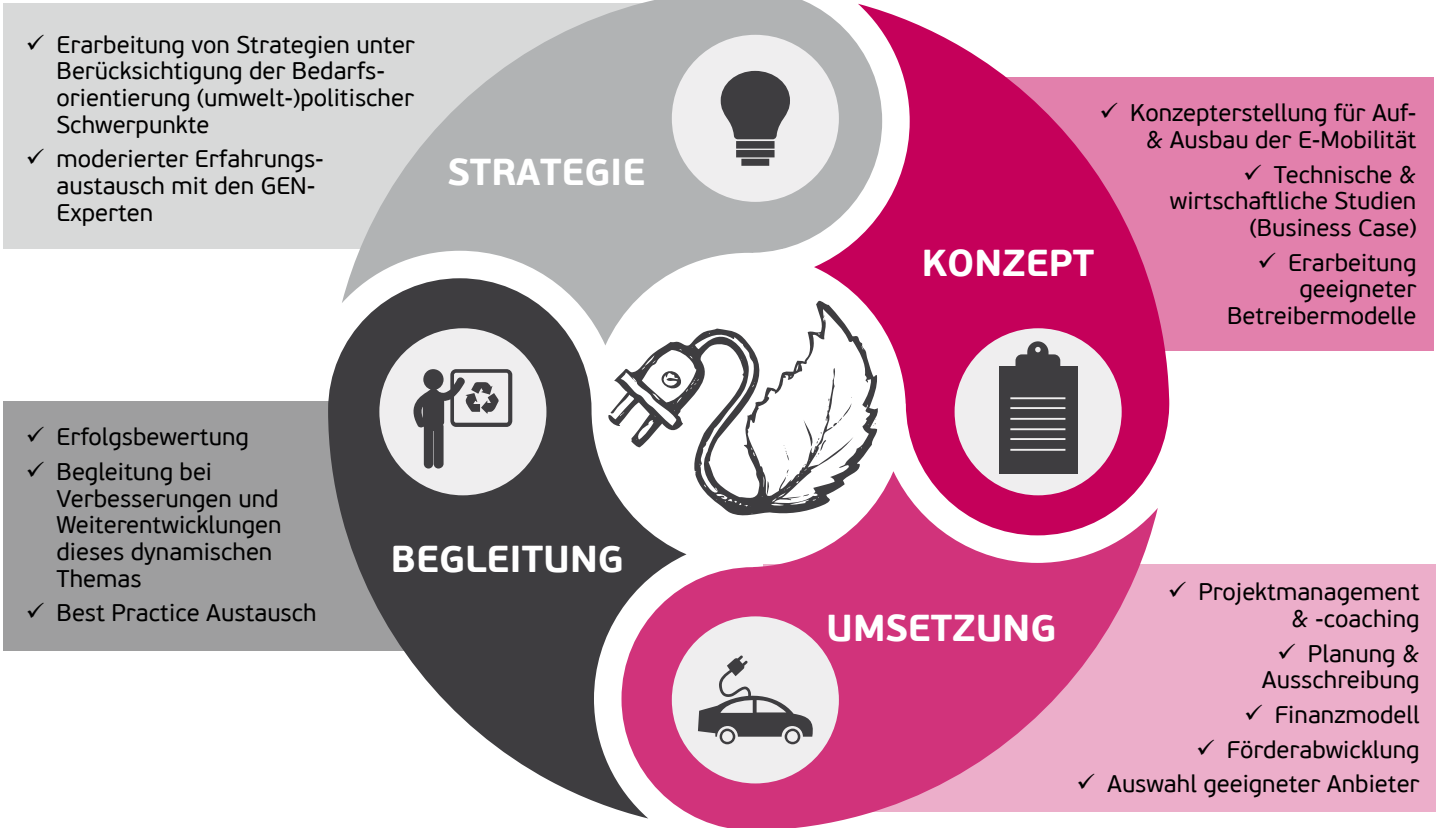 ✓ Erarbeitung von Strategien unter
Berücksichtigung der Bedarfs-
orientierung (umwelt-)politischer
Schwerpunkte
✓ moderierter Erfahrungs-
austausch mit den GEN-
Experten
STRATEGIE
✓ Konzepterstellung für Auf-
& Ausbau der E-Mobilität
✓ Technische &
wirtschaftliche Studien
(Business Case)
✓ Erarbeitung
geeigneter
Betreibermodelle
KONZEPT
✓ Erfolgsbewertung
✓ Begleitung bei
Verbesserungen und
Weiterentwicklungen
dieses dynamischen
Themas
✓ Best Practice Austausch
BEGLEITUNG
UMSETZUNG
✓ Projektmanagement
& -coaching
✓ Planung &
Ausschreibung
✓ Finanzmodell
✓ Förderabwicklung
✓ Auswahl geeigneter Anbieter